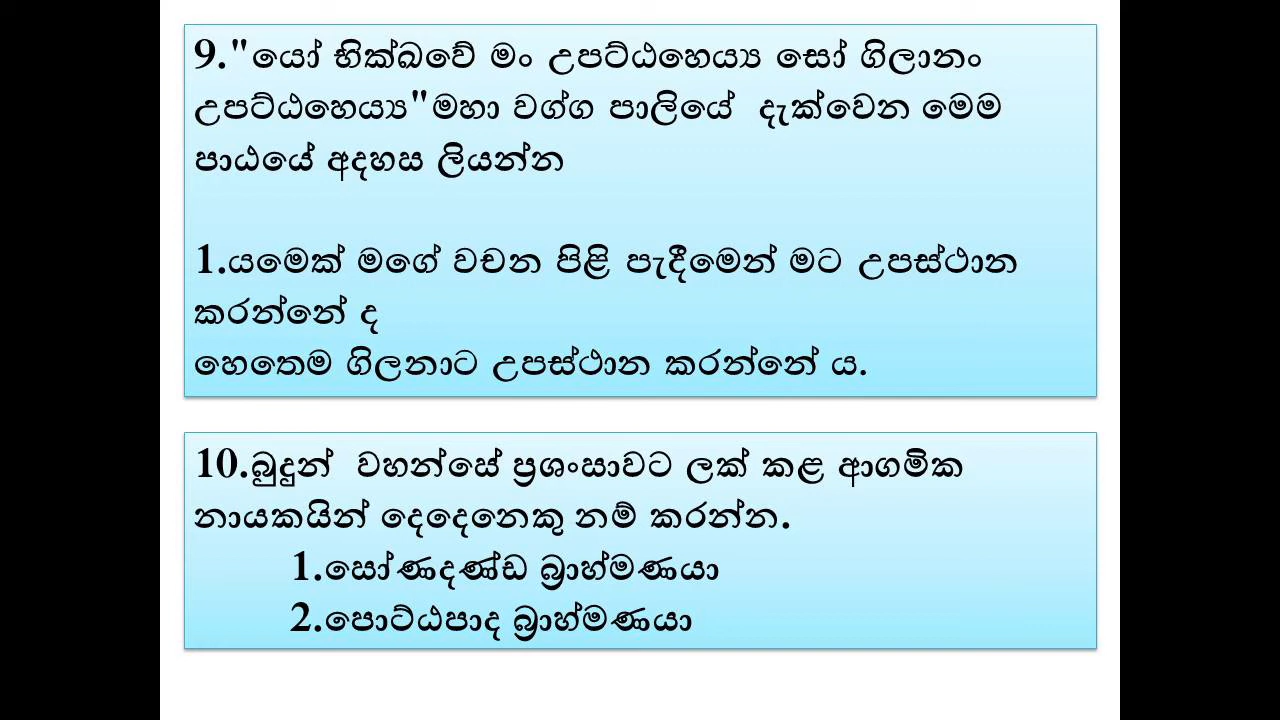 9."යෝ භික්ඛවේ මං උපට්ඨහෙය්‍ය සෝ ගිලානං
උපට්ඨහෙය්‍ය"මහා වග්ග පාලියේ දැක්වෙන මෙම
පාඨයේ අදහස ලියන්න
1.යමෙක් මගේ වචන පිළි පැදීමෙන් මට උපස්ථාන
කරන්නේ ද
හෙතෙම ගිලනාට උපස්ථාන කරන්නේ ය.
10.බුදුන් වහන්සේ ප්‍රශංසාවට ලක් කළ ආගමික
නායකයින් දෙදෙනෙකු නම් කරන්න.
1.සෝණදණ්ඩ බ්‍රාහ්මණයා
2.පොට්ඨපාද බ්‍රාහ්මණයා